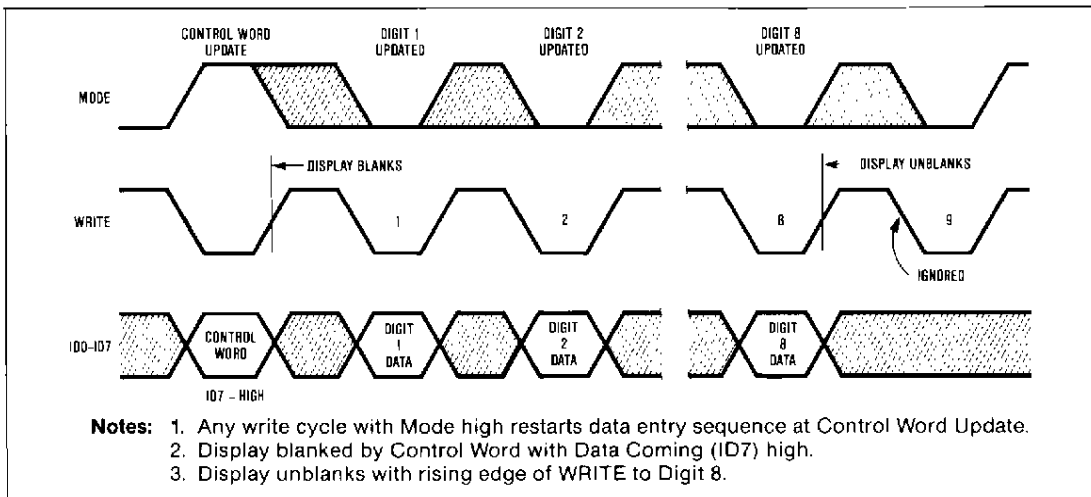 CONTROL WORD
UPDATE
DIGIT 1
UPDATED
DIGIT 2
UPDATED
DIGIT 8
UPDATED
MODE
DISPLAY BLANKS
DISPLAY UNBLANKS
WRITE
1
2
8
9
IGNORED
ID0-ID7
CONTROL
WORD
DIGIT
1
DATA
DIGIT
2
DATA
DIGIT
8
DATA
ID7 - HIGH
Notes: 1. Any write cycle with Mode high restarts data entry sequence at Control Word Update.
2. Display blanked by Control Word with Data Coming (ID7) high.
3. Display unblanks with rising edge of WRITE to Digit 8.